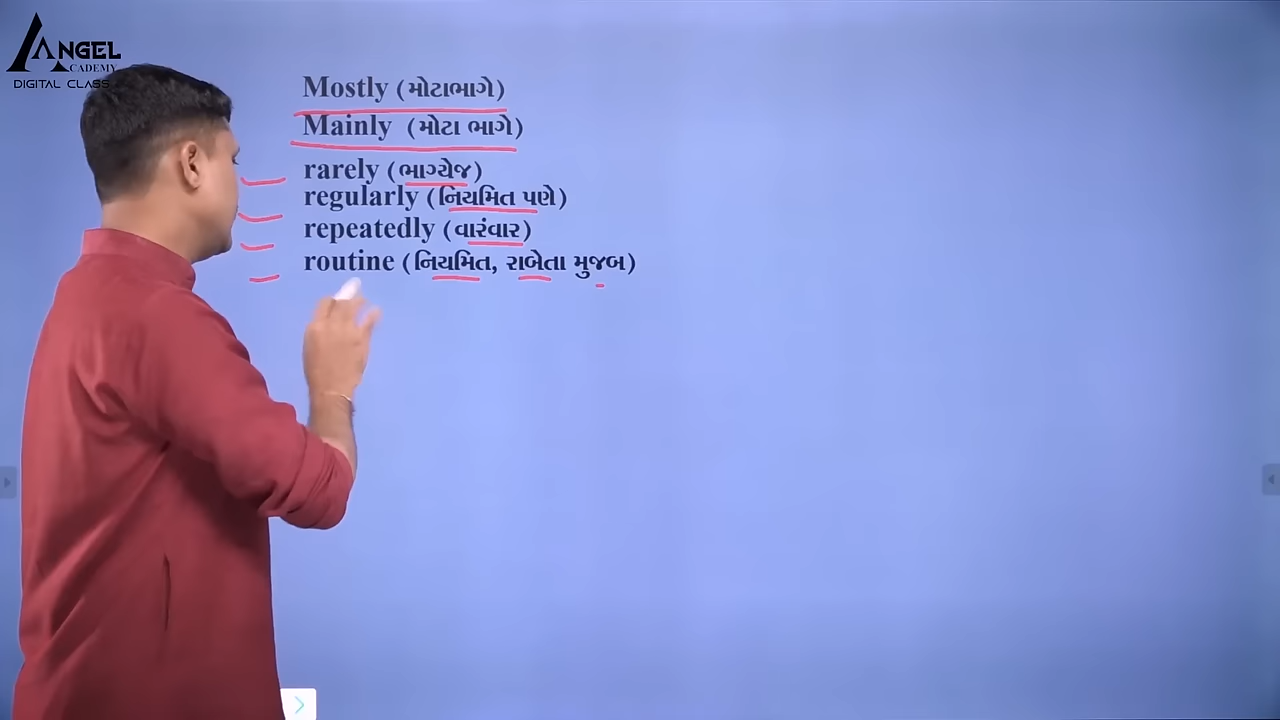 ANGEL
ACADEMY
DIGITAL CLASS
Mostly (મોટાભાગે)
Mainly (મોટા ભાગે)
rarely (ભાગ્યેજ)
regularly (નિયમિત પણે)
repeatedly (વારંવાર)
routine (નિયમિત, રાબેતા મુજબ)